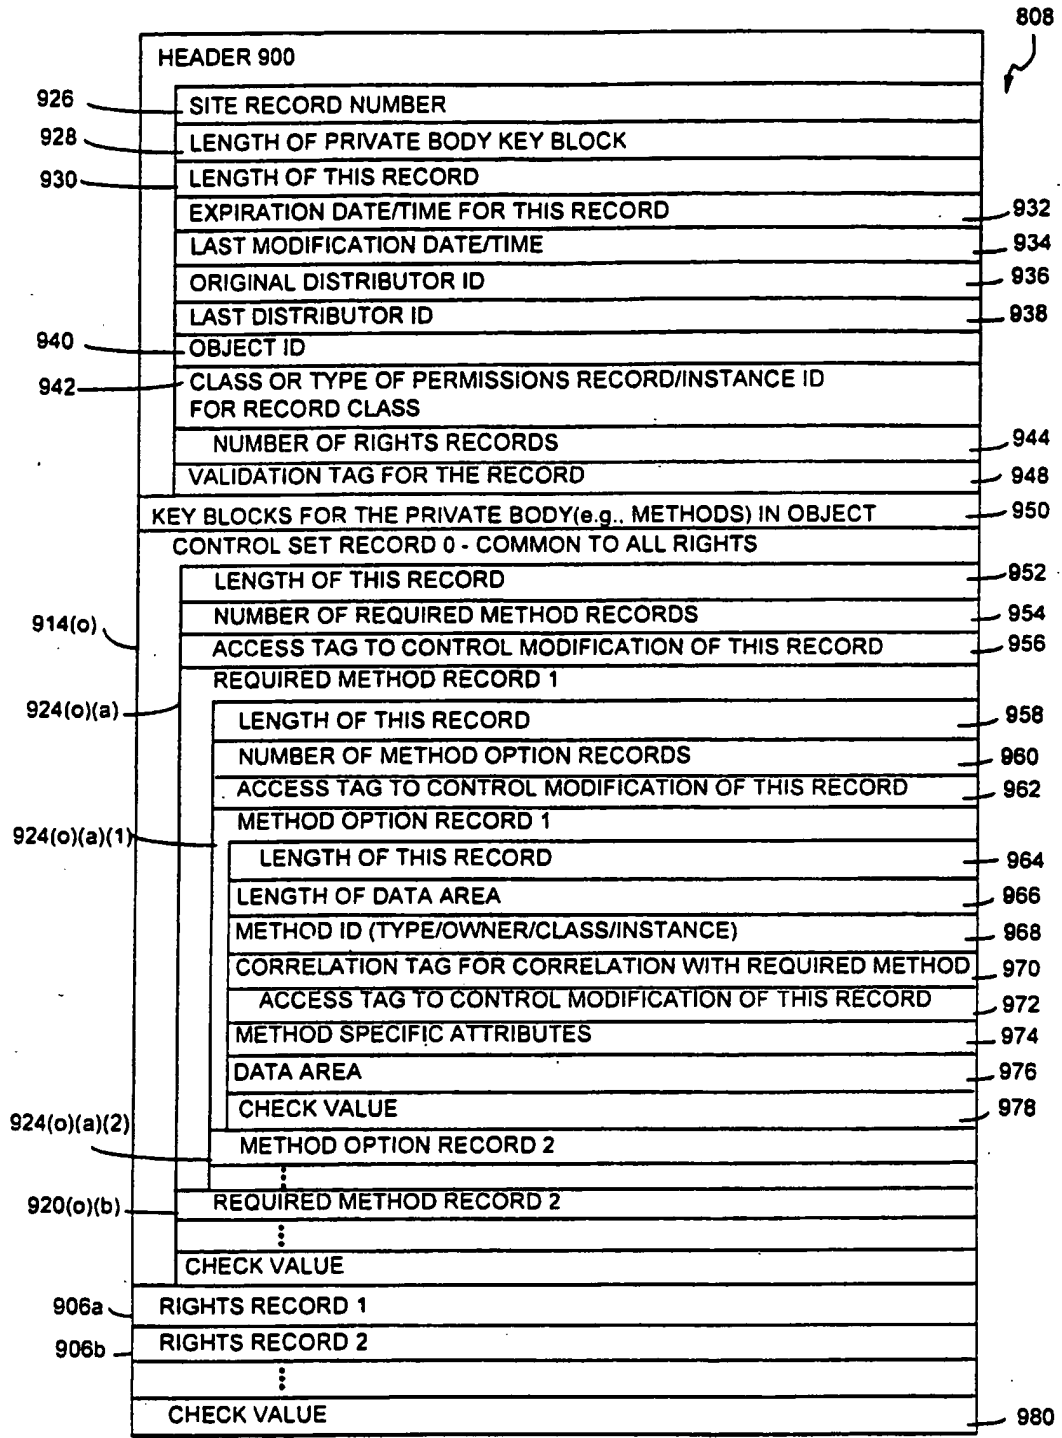 808
HEADER 900
926 SITE RECORD NUMBER
928 LENGTH OF PRIVATE BODY KEY BLOCK
930 LENGTH OF THIS RECORD
EXPIRATION DATE/TIME FOR THIS RECORD 932
LAST MODIFICATION DATE/TIME 934
ORIGINAL DISTRIBUTOR ID 936
LAST DISTRIBUTOR ID 938
940 OBJECT ID
942 CLASS OR TYPE OF PERMISSIONS RECORD/INSTANCE ID
FOR RECORD CLASS
NUMBER OF RIGHTS RECORDS 944
VALIDATION TAG FOR THE RECORD 948
KEY BLOCKS FOR THE PRIVATE BODY(e.g., METHODS) IN OBJECT 950
CONTROL SET RECORD 0 - COMMON TO ALL RIGHTS
LENGTH OF THIS RECORD 952
NUMBER OF REQUIRED METHOD RECORDS 954
914(o) ACCESS TAG TO CONTROL MODIFICATION OF THIS RECORD 956
REQUIRED METHOD RECORD 1
924(o)(a) LENGTH OF THIS RECORD 958
NUMBER OF METHOD OPTION RECORDS 960
ACCESS TAG TO CONTROL MODIFICATION OF THIS RECORD 962
924(o)(a)(1) METHOD OPTION RECORD 1
LENGTH OF THIS RECORD 964
LENGTH OF DATA AREA 966
METHOD ID (TYPE/OWNER/CLASS/INSTANCE) 968
CORRELATION TAG FOR CORRELATION WITH REQUIRED METHOD 970
ACCESS TAG TO CONTROL MODIFICATION OF THIS RECORD 972
METHOD SPECIFIC ATTRIBUTES 974
DATA AREA 976
CHECK VALUE 978
924(o)(a)(2) METHOD OPTION RECORD 2
920(o)(b) REQUIRED METHOD RECORD 2
CHECK VALUE
906a RIGHTS RECORD 1
906b RIGHTS RECORD 2
CHECK VALUE 980